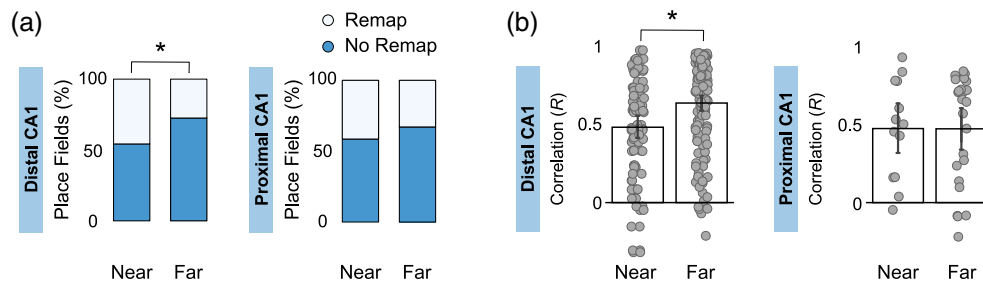 (a)
Remap
No Remap
*
Distal CA1
Place Fields (%)
100
50
0
Near Far
Proximal CA1
Place Fields (%)
100
50
0
Near Far
(b)
*
Distal CA1
Correlation (R)
1
0.5
0
Near Far
Proximal CA1
Correlation (R)
1
0.5
0
Near Far